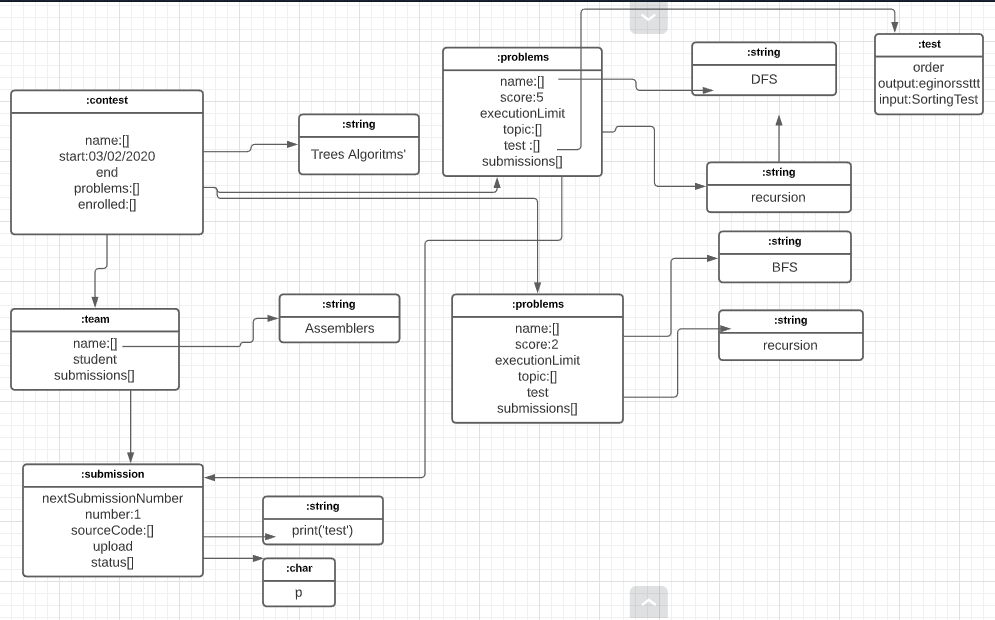 :contest
name:[]
start:03/02/2020
end
problems:[]
enrolled:[]
:string
Trees Algoritms'
:problems
name:[]
score:5
executionLimit
topic:[]
test :[]
submissions[]
:string
DFS
:test
order
output:eginorssttt
input:SortingTest
:string
recursion
:string
BFS
:string
recursion
:problems
name:[]
score:2
executionLimit
topic:[]
test
submissions[]
:team
name:[]
student
submissions[]
:string
Assemblers
:submission
nextSubmissionNumber
number:1
sourceCode:[]
upload
status[]
:string
print('test')
:char
p